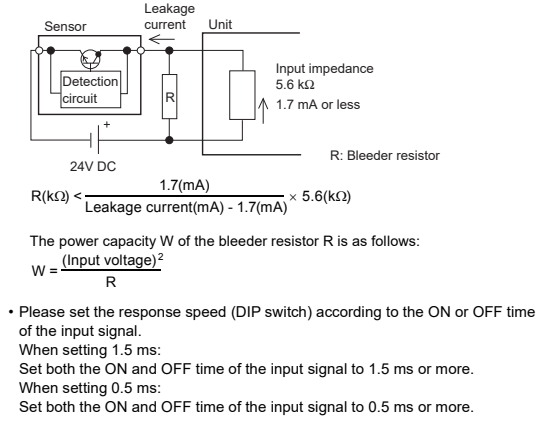 Leakage
current
Sensor
Unit
Detection
circuit
R
Input impedance
5.6 kΩ
1.7 mA or less
+
24V DC
R: Bleeder resistor
R(kΩ) < 1.7(mA) / Leakage current(mA) - 1.7(mA) × 5.6(kΩ)
The power capacity W of the bleeder resistor R is as follows:
W = (Input voltage)² / R
• Please set the response speed (DIP switch) according to the ON or OFF time
of the input signal.
When setting 1.5 ms:
Set both the ON and OFF time of the input signal to 1.5 ms or more.
When setting 0.5 ms:
Set both the ON and OFF time of the input signal to 0.5 ms or more.